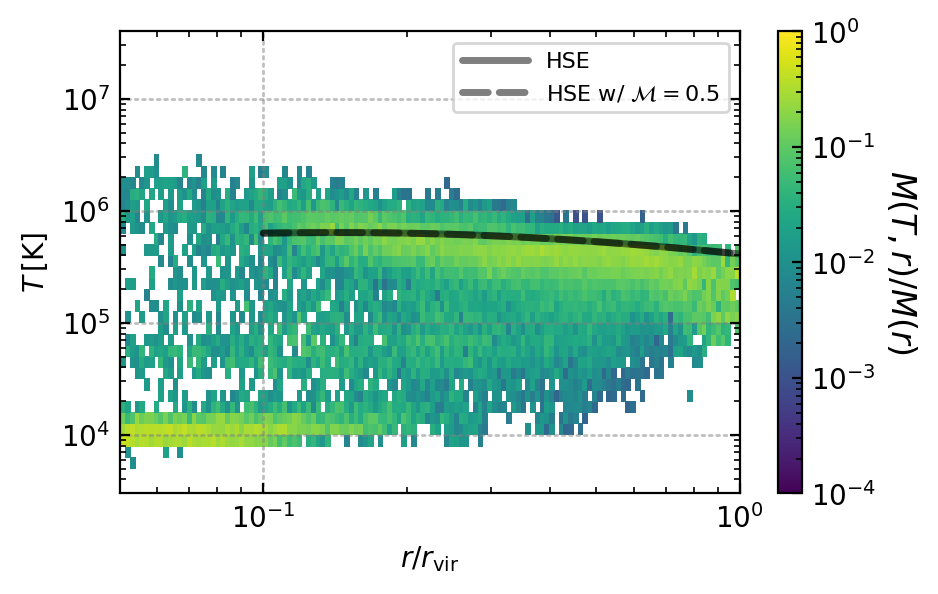 HSE
HSE w/ ℳ = 0.5
10⁷
10⁶
10⁵
10⁴
T [K]
10⁻¹
10⁰
r/r_vir
10⁰
10⁻¹
10⁻²
10⁻³
10⁻⁴
M(T, r)/M(r)